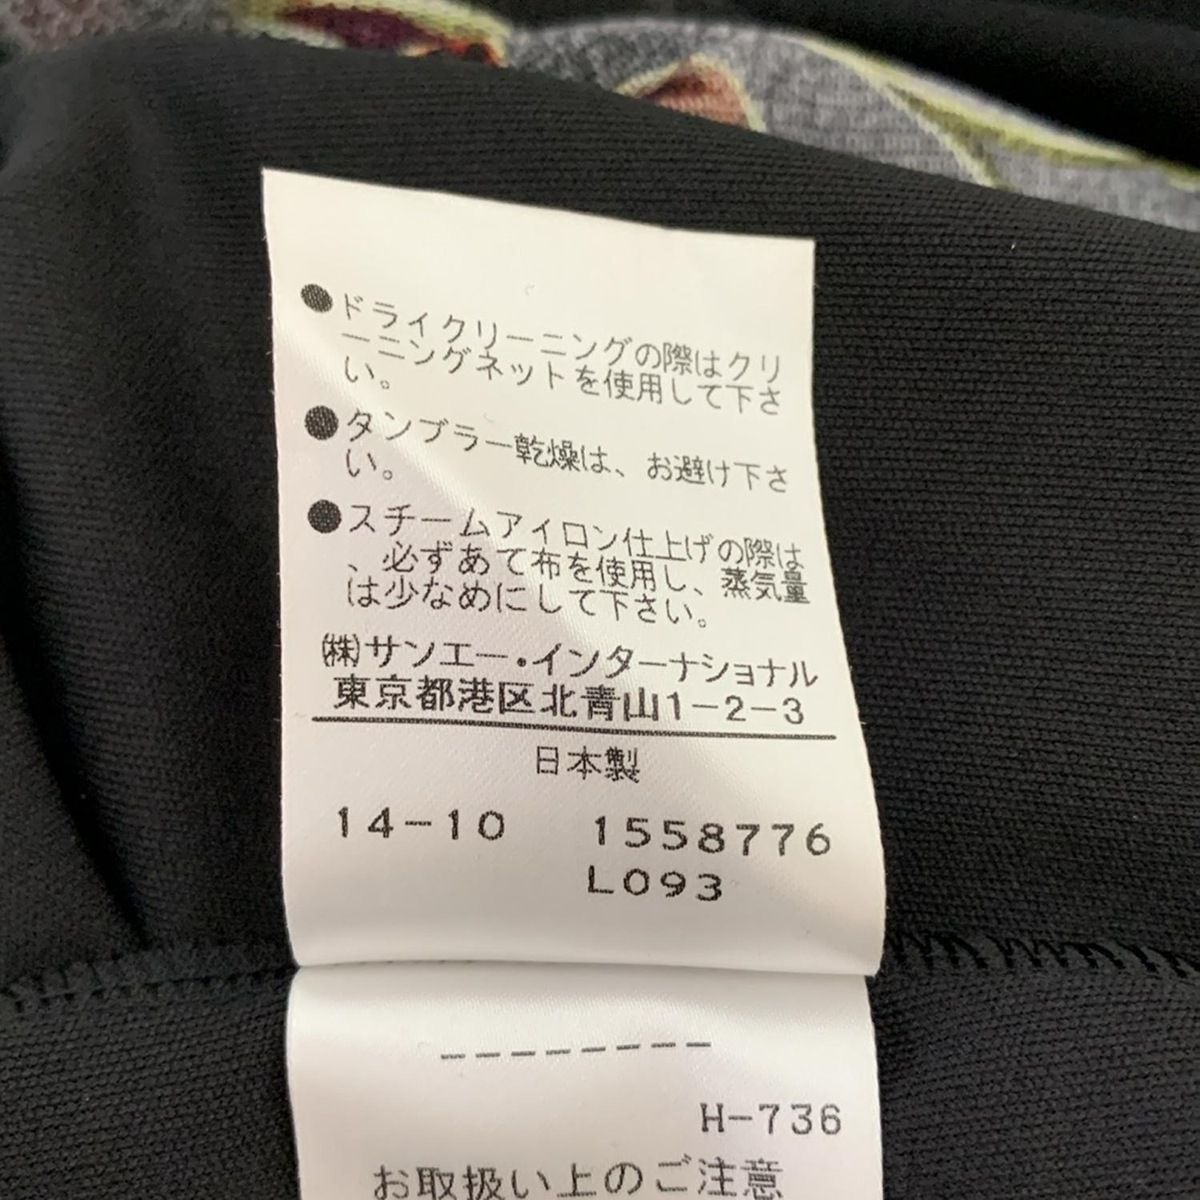 ●ドライクリーニングの際はクリ
ーニングネットを使用して下さ
い。
●タンブラー乾燥は、お避け下さ
い。
●スチームアイロン仕上げの際は
、必ずあて布を使用し、蒸気量
は少なめにして下さい。
㈱サンエー・インターナショナル
東京都港区北青山1-2-3
日本製
14-10 1558776
L093
--------
H-736
お取扱い上のご注意